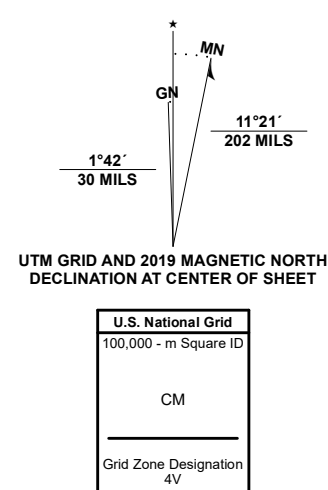 ★
MN
GN
11°21´
202 MILS
1°42´
30 MILS
UTM GRID AND 2019 MAGNETIC NORTH
DECLINATION AT CENTER OF SHEET
U.S. National Grid
100,000 - m Square ID
CM
Grid Zone Designation
4V